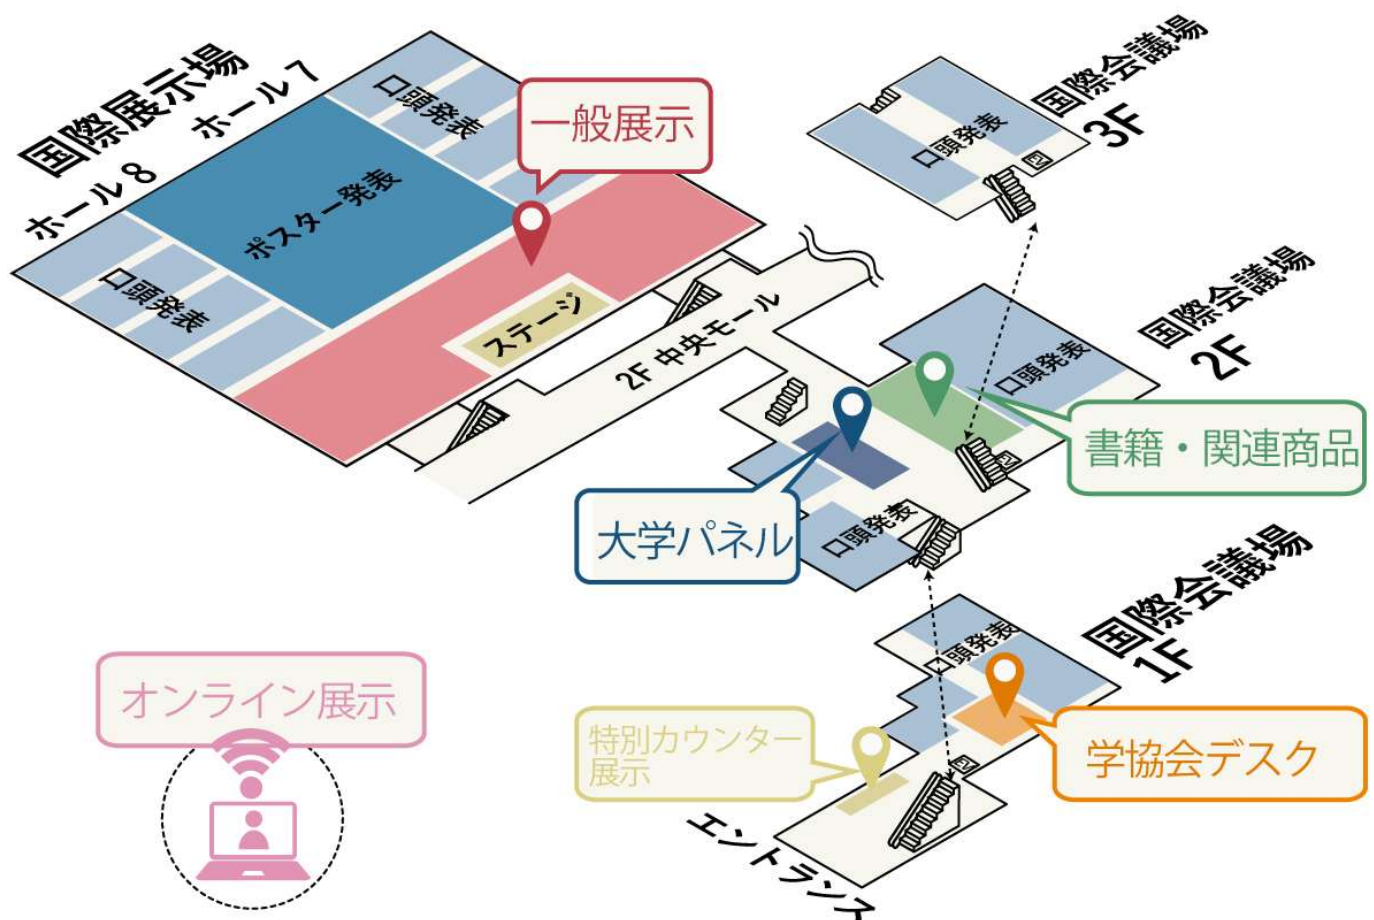 国際展示場
ホール 7
ホール 8
口頭発表
一般展示
ポスター発表
口頭発表
ステージ
2F 中央モール
国際会議場
3F
口頭発表
EV
国際会議場
2F
口頭発表
書籍・関連商品
EV
大学パネル
口頭発表
国際会議場
1F
口頭発表
学協会デスク
EV
特別カウンター
展示
エントランス
オンライン展示